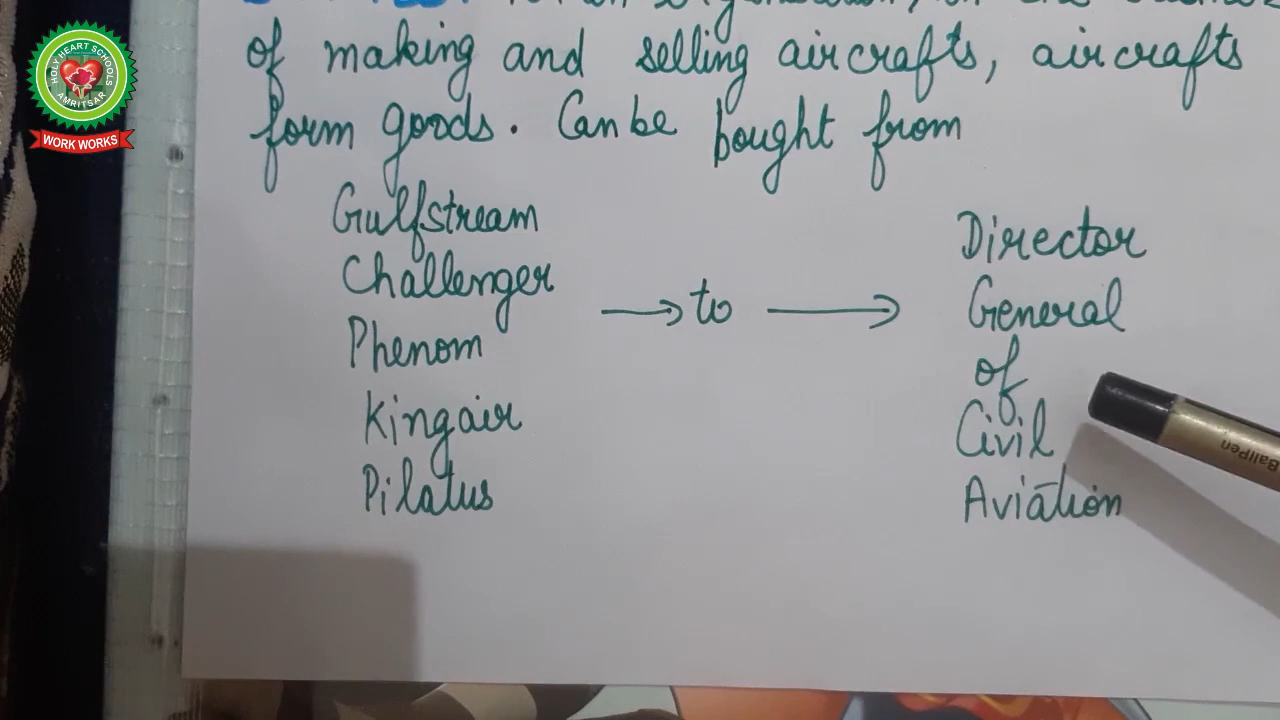 HOLY HEART SCHOOLS
AMRITSAR
WORK WORKS
of making and selling aircrafts, aircrafts
form goods. Can be bought from
Gulfstream
Challenger
Phenom
Kingair
Pilatus
→ to →
Director
General
of
Civil
Aviation
BallPen